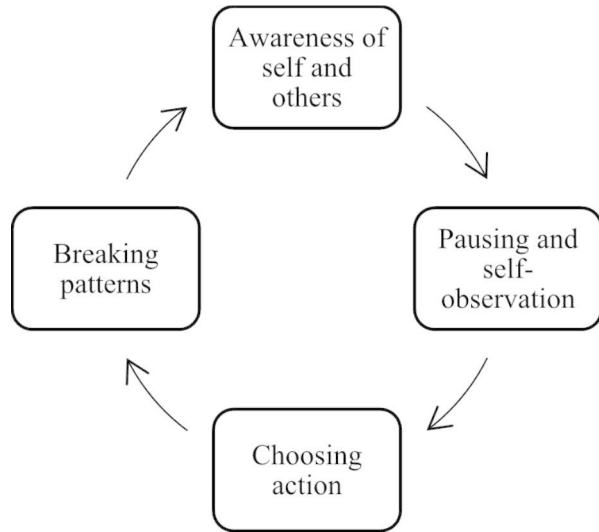 Awareness of
self and
others
Pausing and
self-
observation
Choosing
action
Breaking
patterns